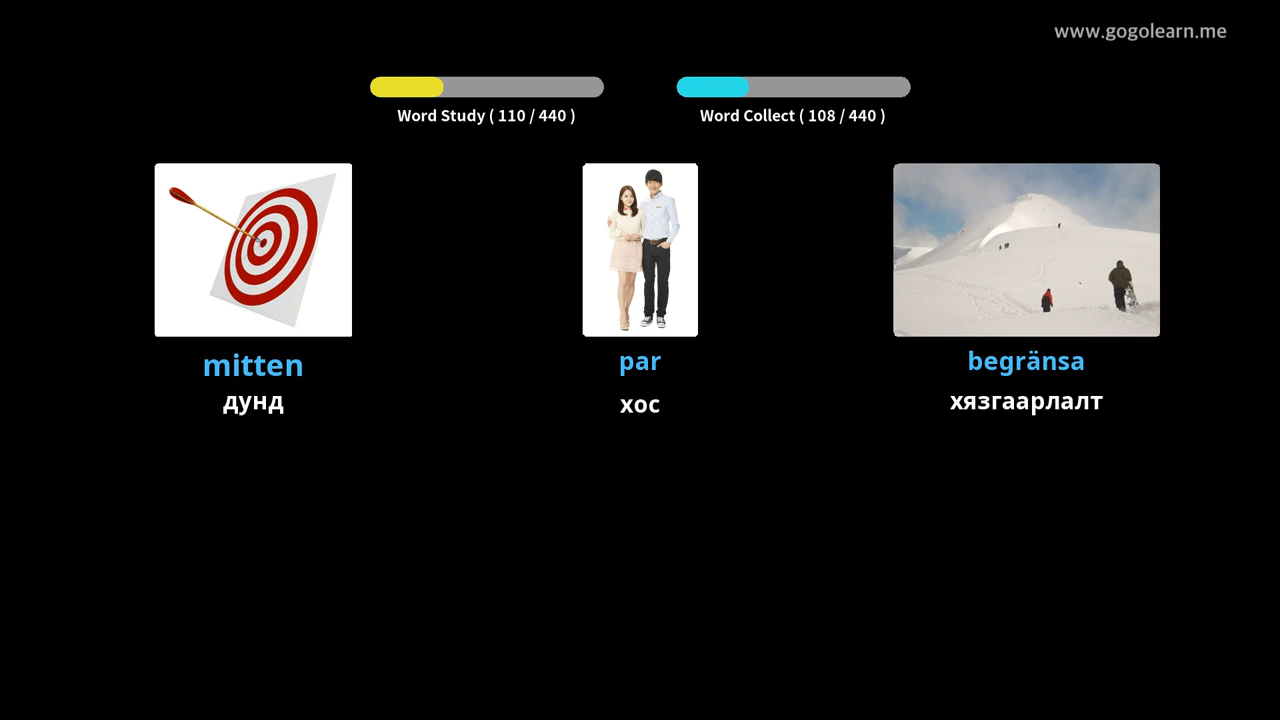 www.gogolearn.me
Word Study ( 110 / 440 )
Word Collect ( 108 / 440 )
mitten
дунд
par
хос
begränsa
хязгаарлалт